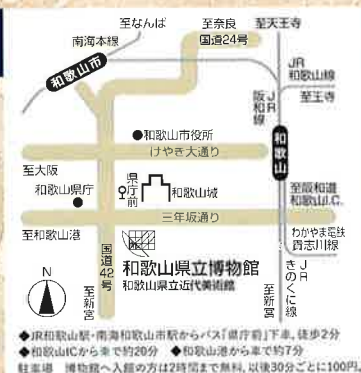 至なんば
至奈良
至天王寺
南海本線
国道24号
JR
和歌山線
和歌山市
JR
阪和線
至王寺
●和歌山市役所
和歌山
けやき大通り
至大阪
県庁前
和歌山県庁
和歌山城
至阪和道
和歌山I.C.
三年坂通り
至和歌山港
わかやま電鉄
貴志川線
国道42号
和歌山県立博物館
和歌山県立近代美術館
JR
きのくに線
N
至新宮
至新宮
◆JR和歌山駅・南海和歌山市駅からバス「県庁前」下車、徒歩2分
◆和歌山ICから車で約20分 ◆和歌山港から車で約7分
駐車場 博物館へ入館の方は2時間まで無料、以後30分ごとに100円。